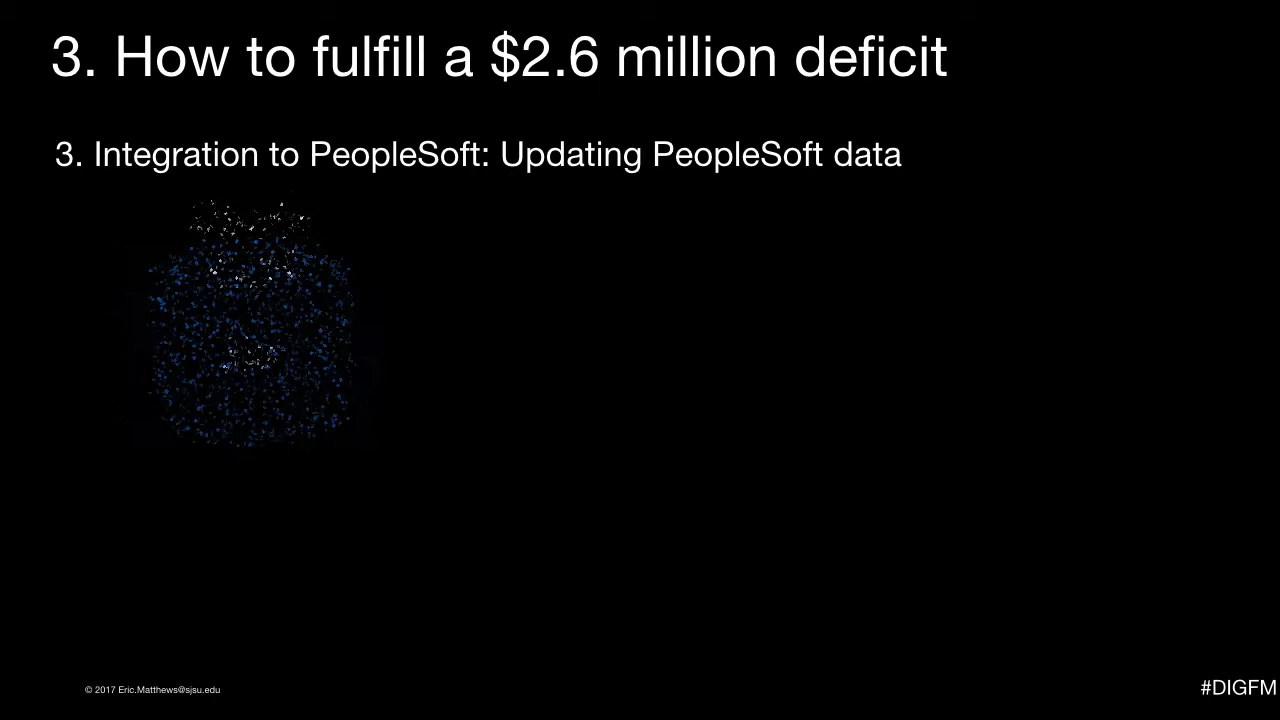 3. How to fulfill a $2.6 million deficit
3. Integration to PeopleSoft: Updating PeopleSoft data
© 2017 Eric.Matthews@sjsu.edu
#DIGFM